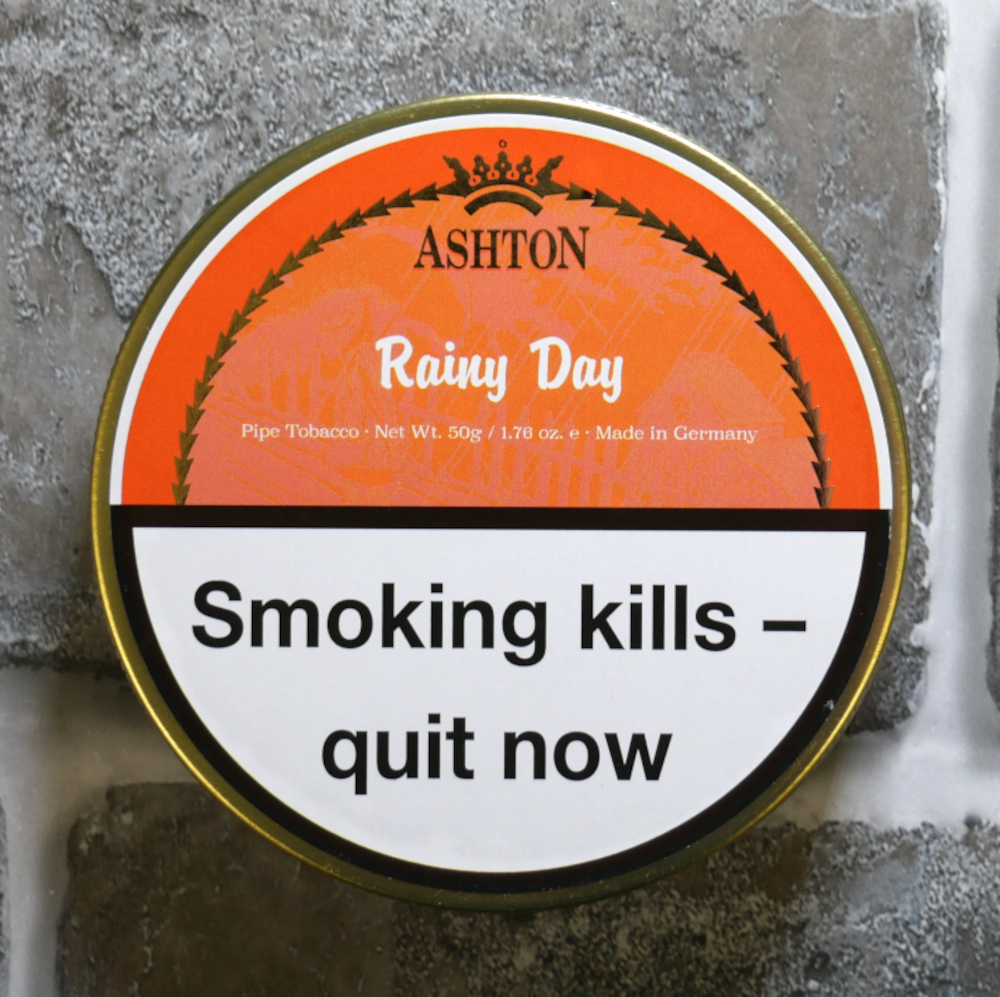 ASHTON
Rainy Day
Pipe Tobacco · Net Wt. 50g / 1.76 oz. e · Made in Germany
Smoking kills –
quit now